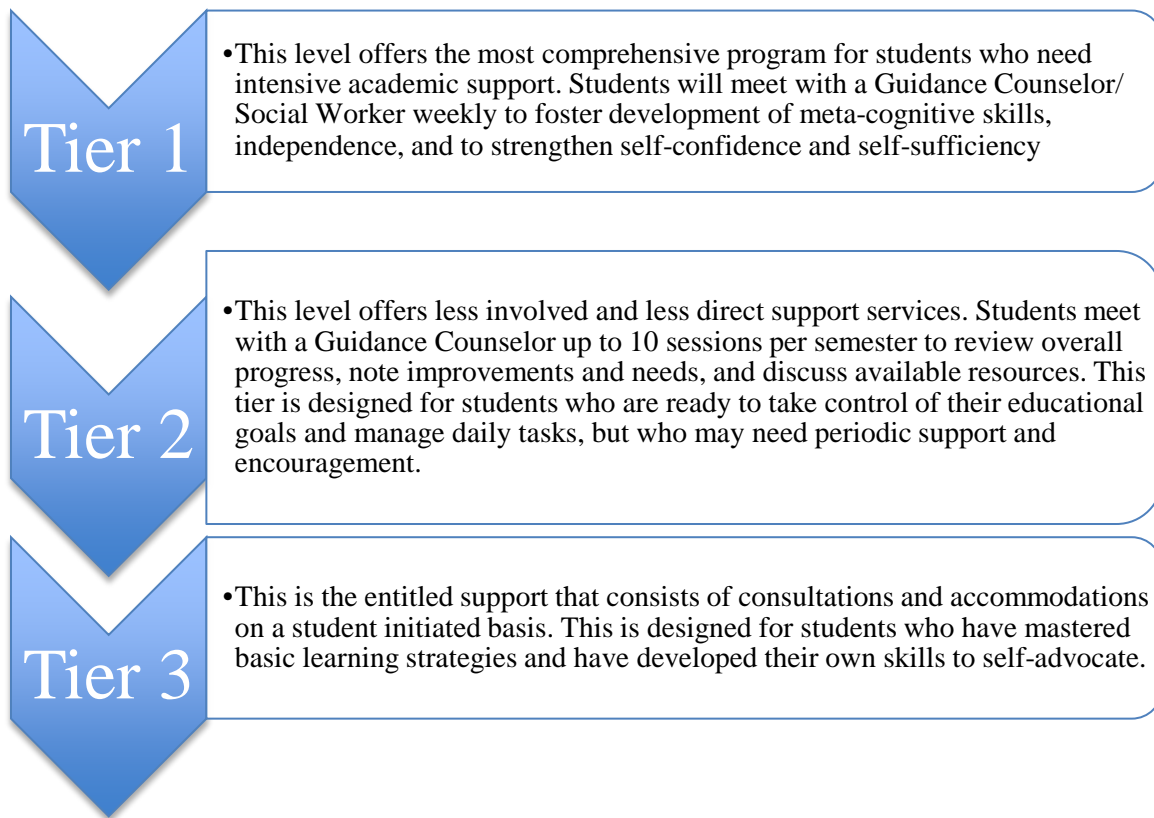 Tier 1
•This level offers the most comprehensive program for students who need
intensive academic support. Students will meet with a Guidance Counselor/
Social Worker weekly to foster development of meta-cognitive skills,
independence, and to strengthen self-confidence and self-sufficiency
Tier 2
•This level offers less involved and less direct support services. Students meet
with a Guidance Counselor up to 10 sessions per semester to review overall
progress, note improvements and needs, and discuss available resources. This
tier is designed for students who are ready to take control of their educational
goals and manage daily tasks, but who may need periodic support and
encouragement.
Tier 3
•This is the entitled support that consists of consultations and accommodations
on a student initiated basis. This is designed for students who have mastered
basic learning strategies and have developed their own skills to self-advocate.